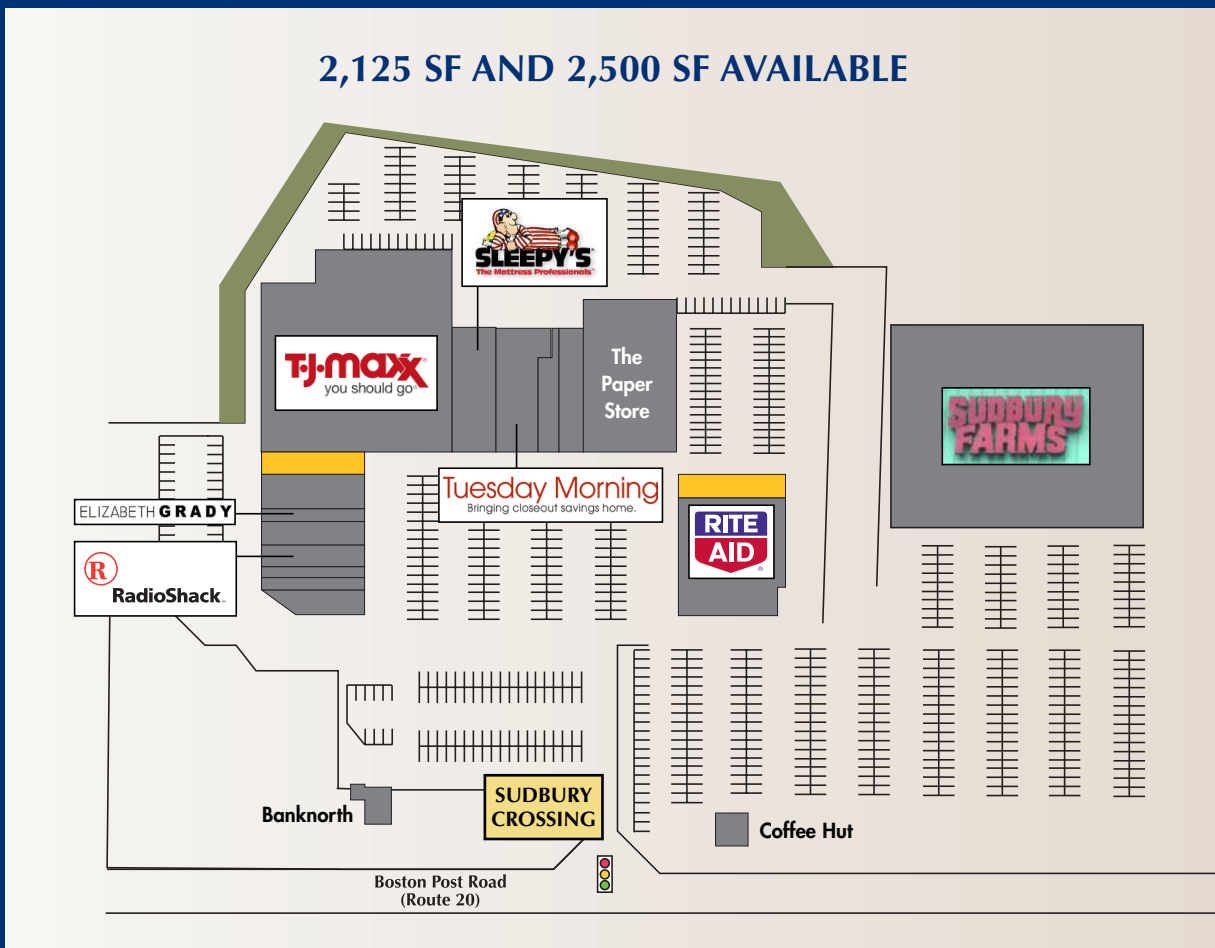 2,125 SF AND 2,500 SF AVAILABLE
SLEEPY'S
The Mattress Professionals®
T•J•maxx®
you should go®
The
Paper
Store
SUDBURY
FARMS
Tuesday Morning
Bringing closeout savings home.
ELIZABETH GRADY
RITE
AID®
R
RadioShack
SUDBURY
CROSSING
Banknorth
Coffee Hut
Boston Post Road
(Route 20)